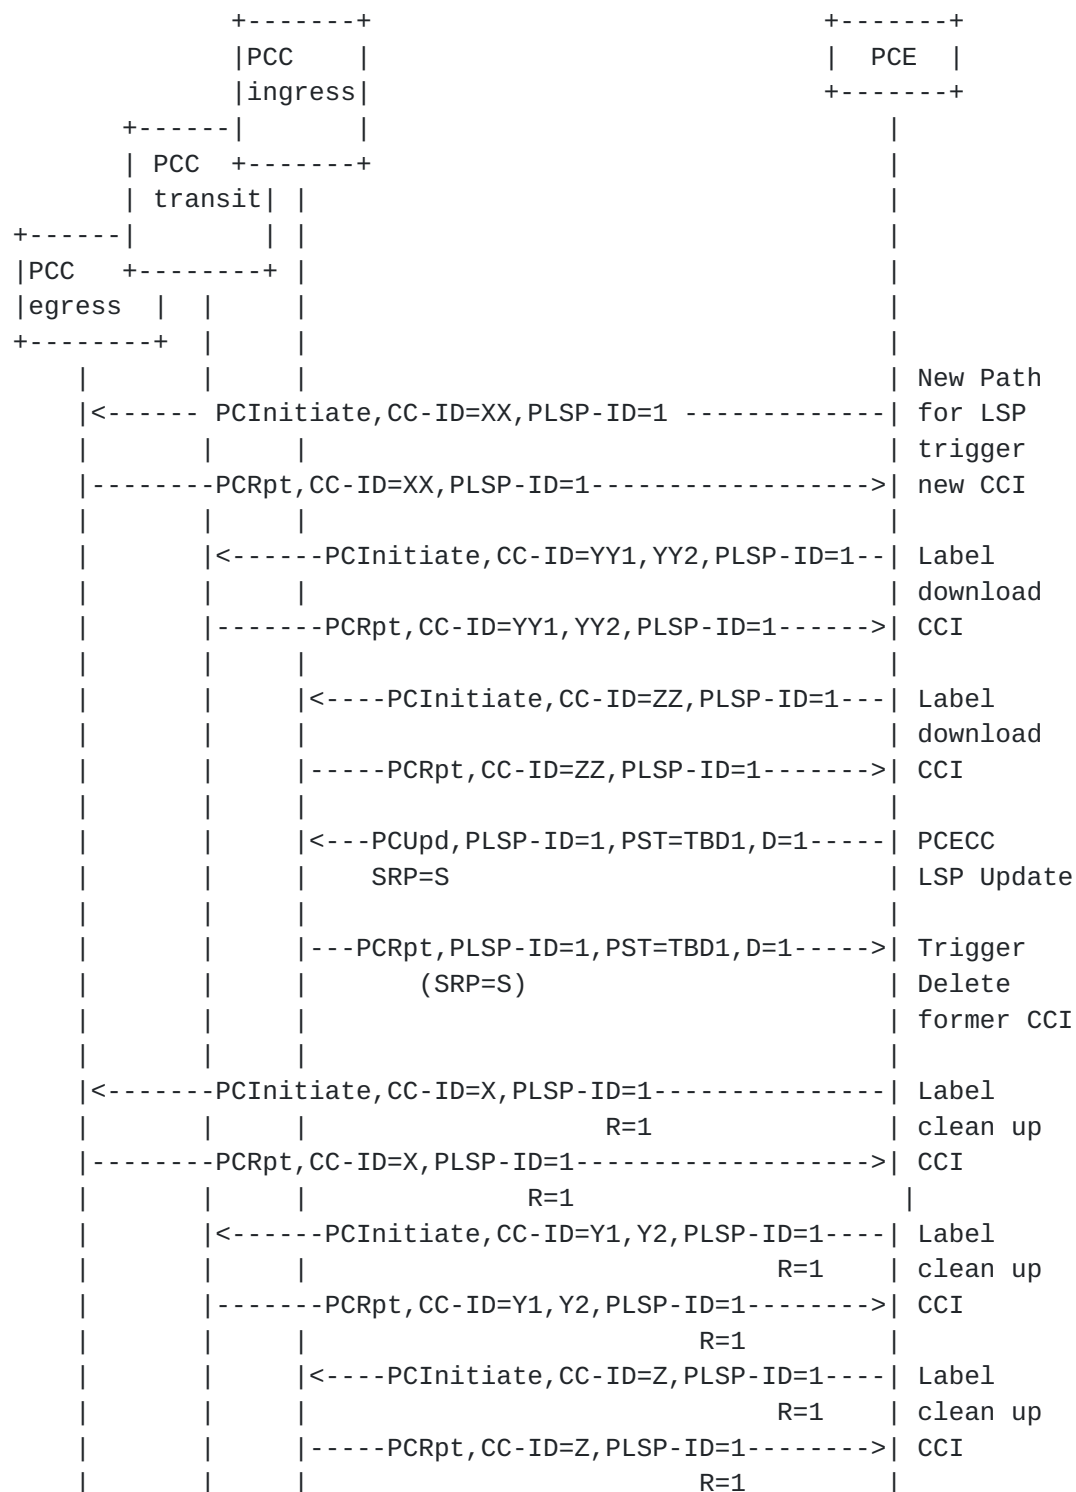 +-------+                             +-------+
              |PCC    |                             |  PCE  |
              |ingress|                             +-------+
       +------|       |                                 |
       | PCC  +-------+                                 |
       | transit| |                                     |
+------|        | |                                     |
|PCC   +--------+ |                                     |
|egress  |  |     |                                     |
+--------+  |     |                                     |
    |       |     |                                     | New Path
    |<------ PCInitiate,CC-ID=XX,PLSP-ID=1 -------------| for LSP
    |       |     |                                     | trigger
    |--------PCRpt,CC-ID=XX,PLSP-ID=1------------------>| new CCI
    |       |     |                                     |
    |       |<------PCInitiate,CC-ID=YY1,YY2,PLSP-ID=1--| Label
    |       |     |                                     | download
    |       |-------PCRpt,CC-ID=YY1,YY2,PLSP-ID=1------>| CCI
    |       |     |                                     |
    |       |     |<----PCInitiate,CC-ID=ZZ,PLSP-ID=1---| Label
    |       |     |                                     | download
    |       |     |-----PCRpt,CC-ID=ZZ,PLSP-ID=1------->| CCI
    |       |     |                                     |
    |       |     |<---PCUpd,PLSP-ID=1,PST=TBD1,D=1-----| PCECC
    |       |     |    SRP=S                            | LSP Update
    |       |     |                                     |
    |       |     |---PCRpt,PLSP-ID=1,PST=TBD1,D=1----->| Trigger
    |       |     |       (SRP=S)                       | Delete
    |       |     |                                     | former CCI
    |       |     |                                     |
    |<-------PCInitiate,CC-ID=X,PLSP-ID=1---------------| Label
    |       |     |                   R=1               | clean up
    |--------PCRpt,CC-ID=X,PLSP-ID=1------------------->| CCI
    |       |     |              R=1                     |
    |       |<------PCInitiate,CC-ID=Y1,Y2,PLSP-ID=1----| Label
    |       |     |                              R=1    | clean up
    |       |-------PCRpt,CC-ID=Y1,Y2,PLSP-ID=1-------->| CCI
    |       |     |                         R=1         |
    |       |     |<----PCInitiate,CC-ID=Z,PLSP-ID=1----| Label
    |       |     |                              R=1    | clean up
    |       |     |-----PCRpt,CC-ID=Z,PLSP-ID=1-------->| CCI
    |       |     |                         R=1         |